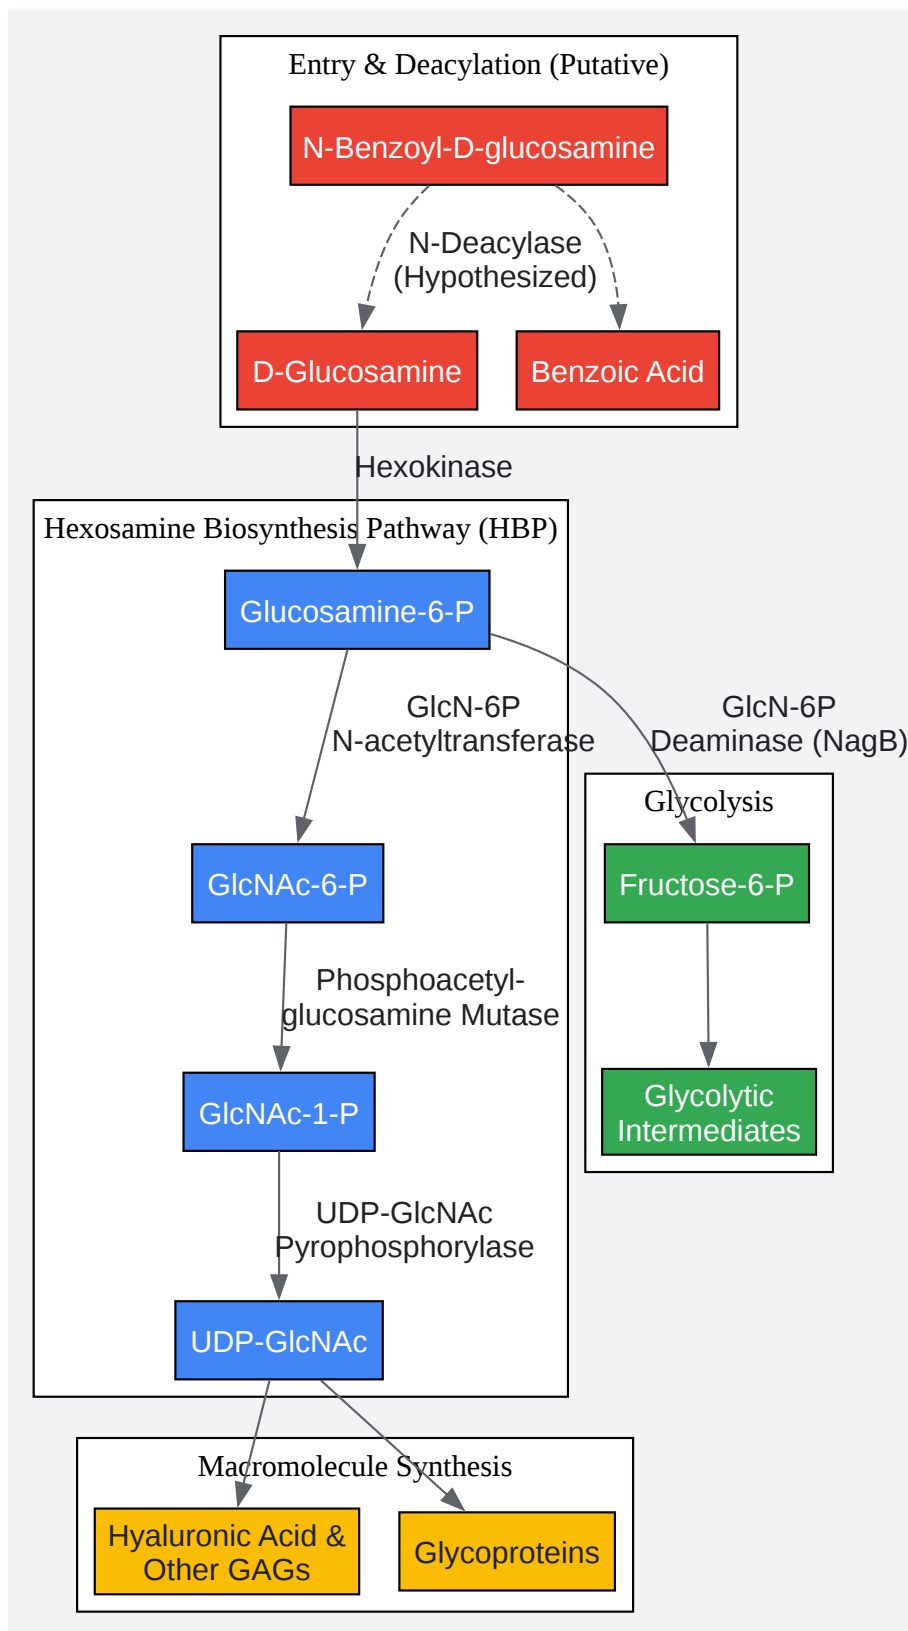 Entry & Deacylation (Putative)
N-Benzoyl-D-glucosamine
N-Deacylase
(Hypothesized)
D-Glucosamine
Benzoic Acid
Hexokinase
Hexosamine Biosynthesis Pathway (HBP)
Glucosamine-6-P
GlcN-6P
N-acetyltransferase
GlcN-6P
Deaminase (NagB)
Glycolysis
GlcNAc-6-P
Fructose-6-P
Phosphoacetyl-
glucosamine Mutase
GlcNAc-1-P
Glycolytic
Intermediates
UDP-GlcNAc
Pyrophosphorylase
UDP-GlcNAc
Macromolecule Synthesis
Hyaluronic Acid &
Other GAGs
Glycoproteins